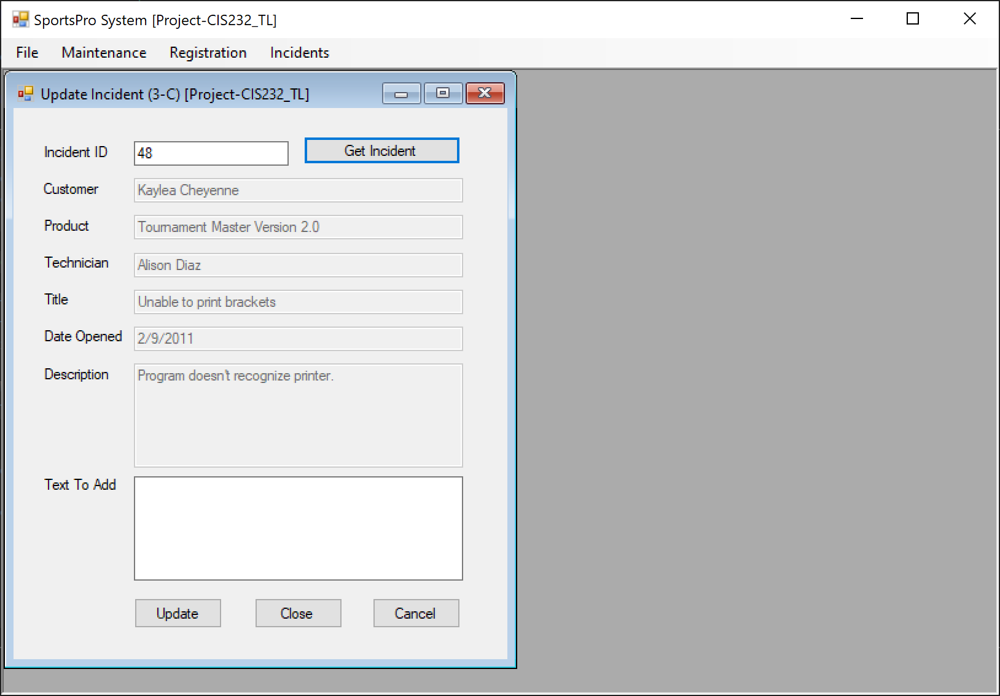 SportsPro System [Project-CIS232_TL]
File Maintenance Registration Incidents
Update Incident (3-C) [Project-CIS232_TL]
Incident ID 48 Get Incident
Customer Kaylea Cheyenne
Product Tournament Master Version 2.0
Technician Alison Diaz
Title Unable to print brackets
Date Opened 2/9/2011
Description Program doesn't recognize printer.
Text To Add
Update Close Cancel